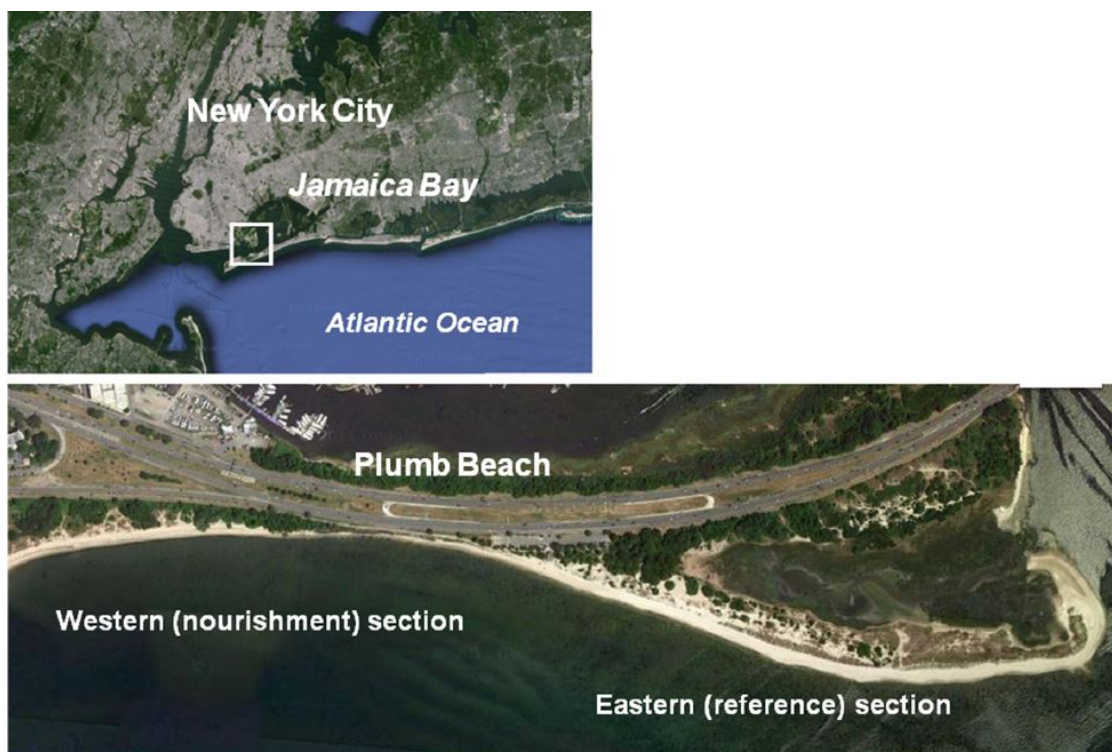 New York City
Jamaica Bay
Atlantic Ocean
Plumb Beach
Western (nourishment) section
Eastern (reference) section